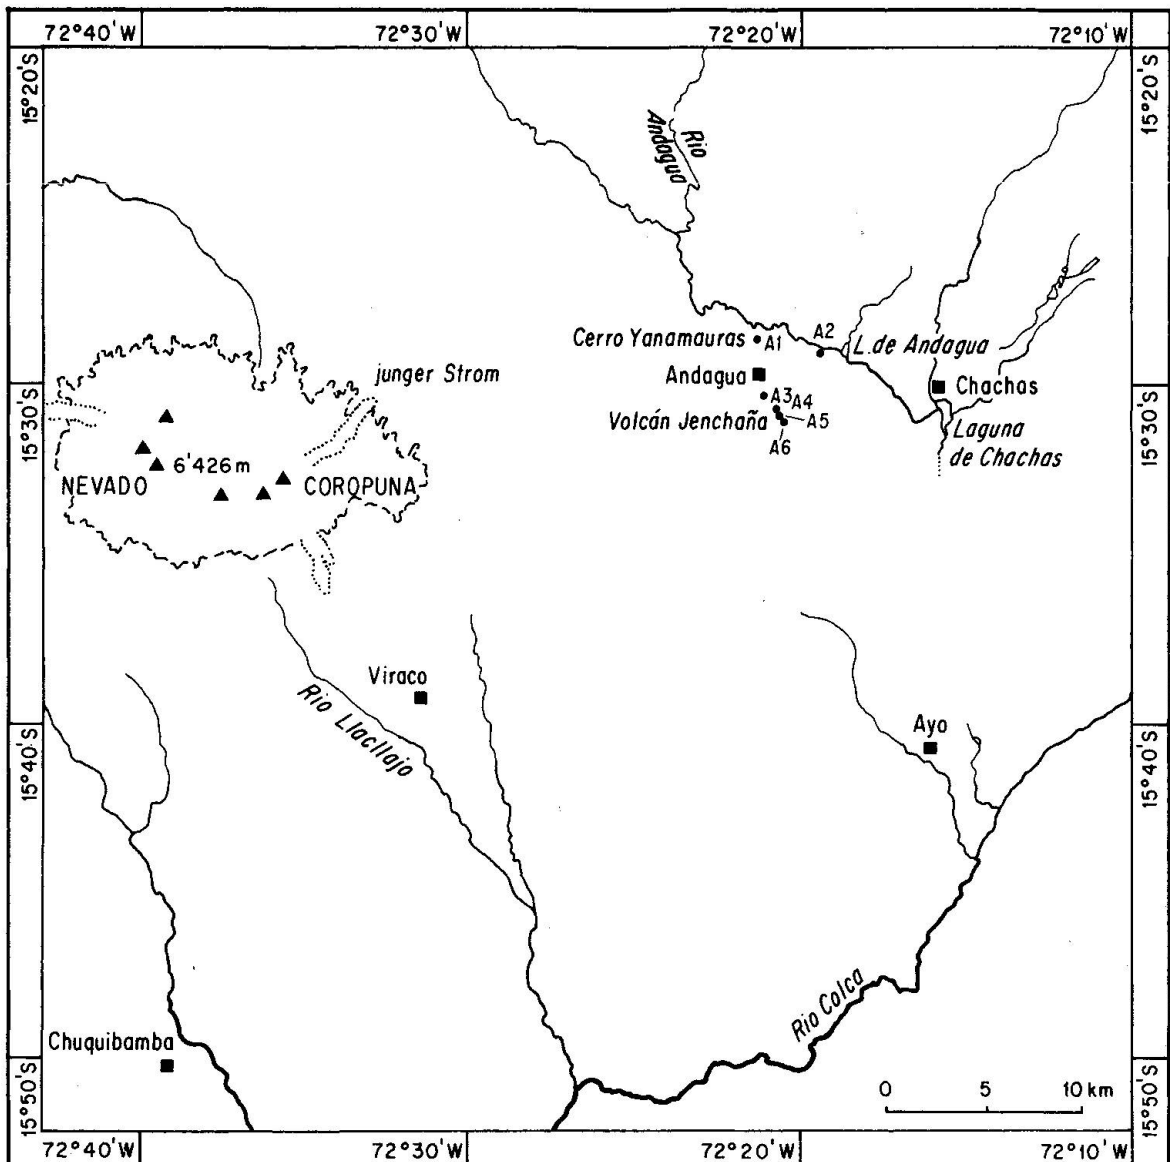 72°40'W
72°30'W
72°20'W
72°10'W
15°20'S
15°20'S
Rio
Andagua
Cerro Yanamauras
A1
A2
L.de Andagua
junger Strom
Andagua
Chachas
A3
A4
15°30'S
15°30'S
Volcán Jenchaña
A5
A6
Laguna
de Chachas
6'426m
NEVADO
COROPUNA
Viraco
Rio Llacllajo
Ayo
15°40'S
15°40'S
Rio Colca
Chuquibamba
0 5 10 km
15°50'S
15°50'S
72°40'W
72°30'W
72°20'W
72°10'W